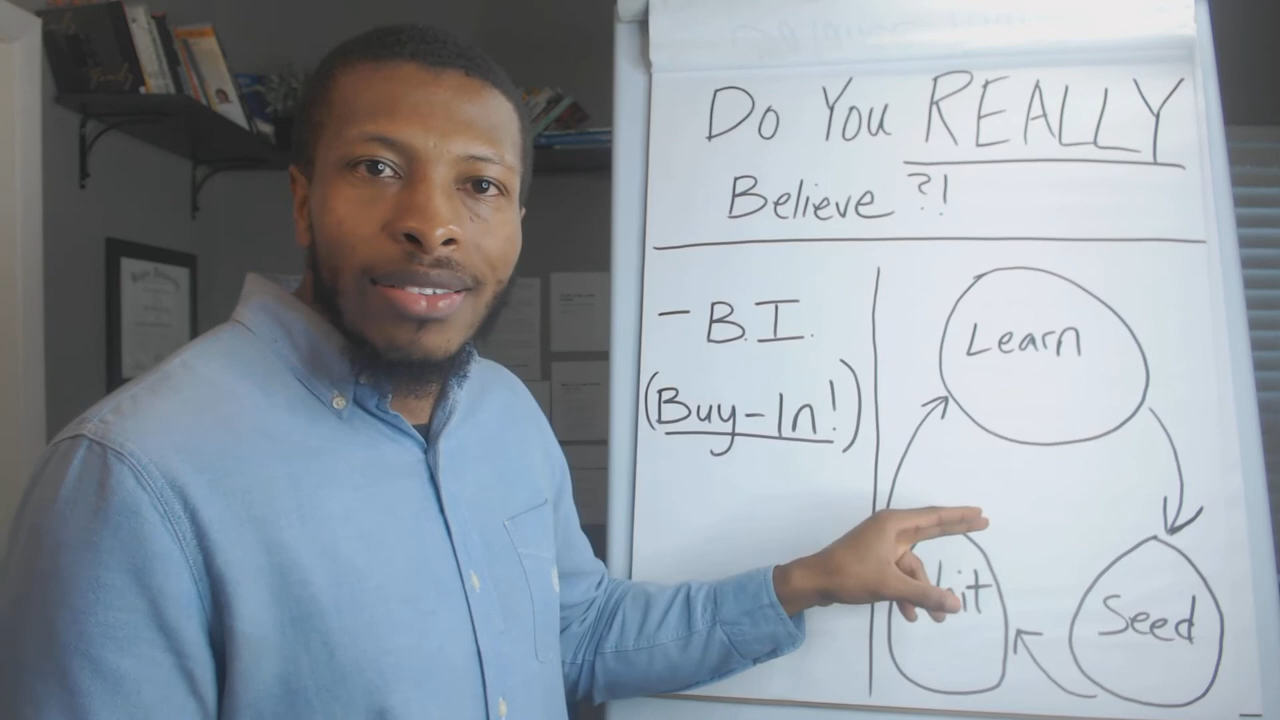 Do You REALLY
Believe ?!
- B.I.
(Buy-In!)
Learn
Seed